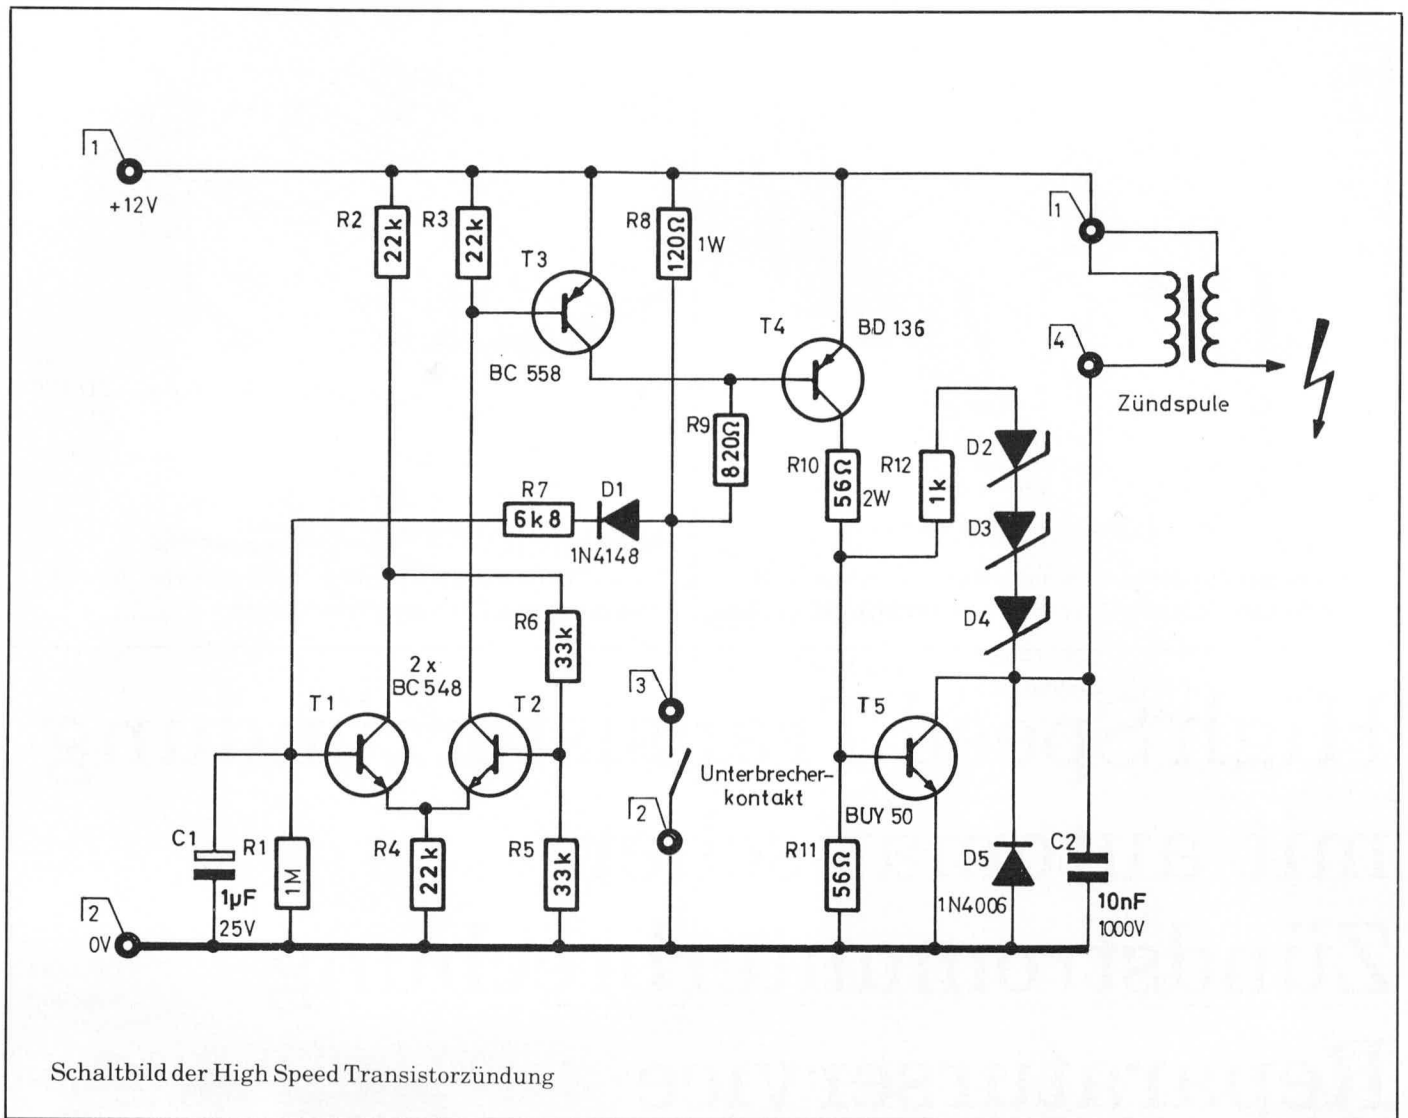 1
+12V
R2
22k
R3
22k
T3
BC 558
R8
120Ω
1W
T4
BD 136
1
4
Zündspule
R9
820Ω
R10
56Ω
2W
R12
1k
D2
D3
D4
R7
6k8
D1
1N4148
R6
33k
2 x
BC 548
T1
T2
3
Unterbrecher-
kontakt
2
T5
BUY 50
C1
1µF
25V
R1
1M
R4
22k
R5
33k
R11
56Ω
D5
1N4006
C2
10nF
1000V
2
0V
Schaltbild der High Speed Transistorzündung